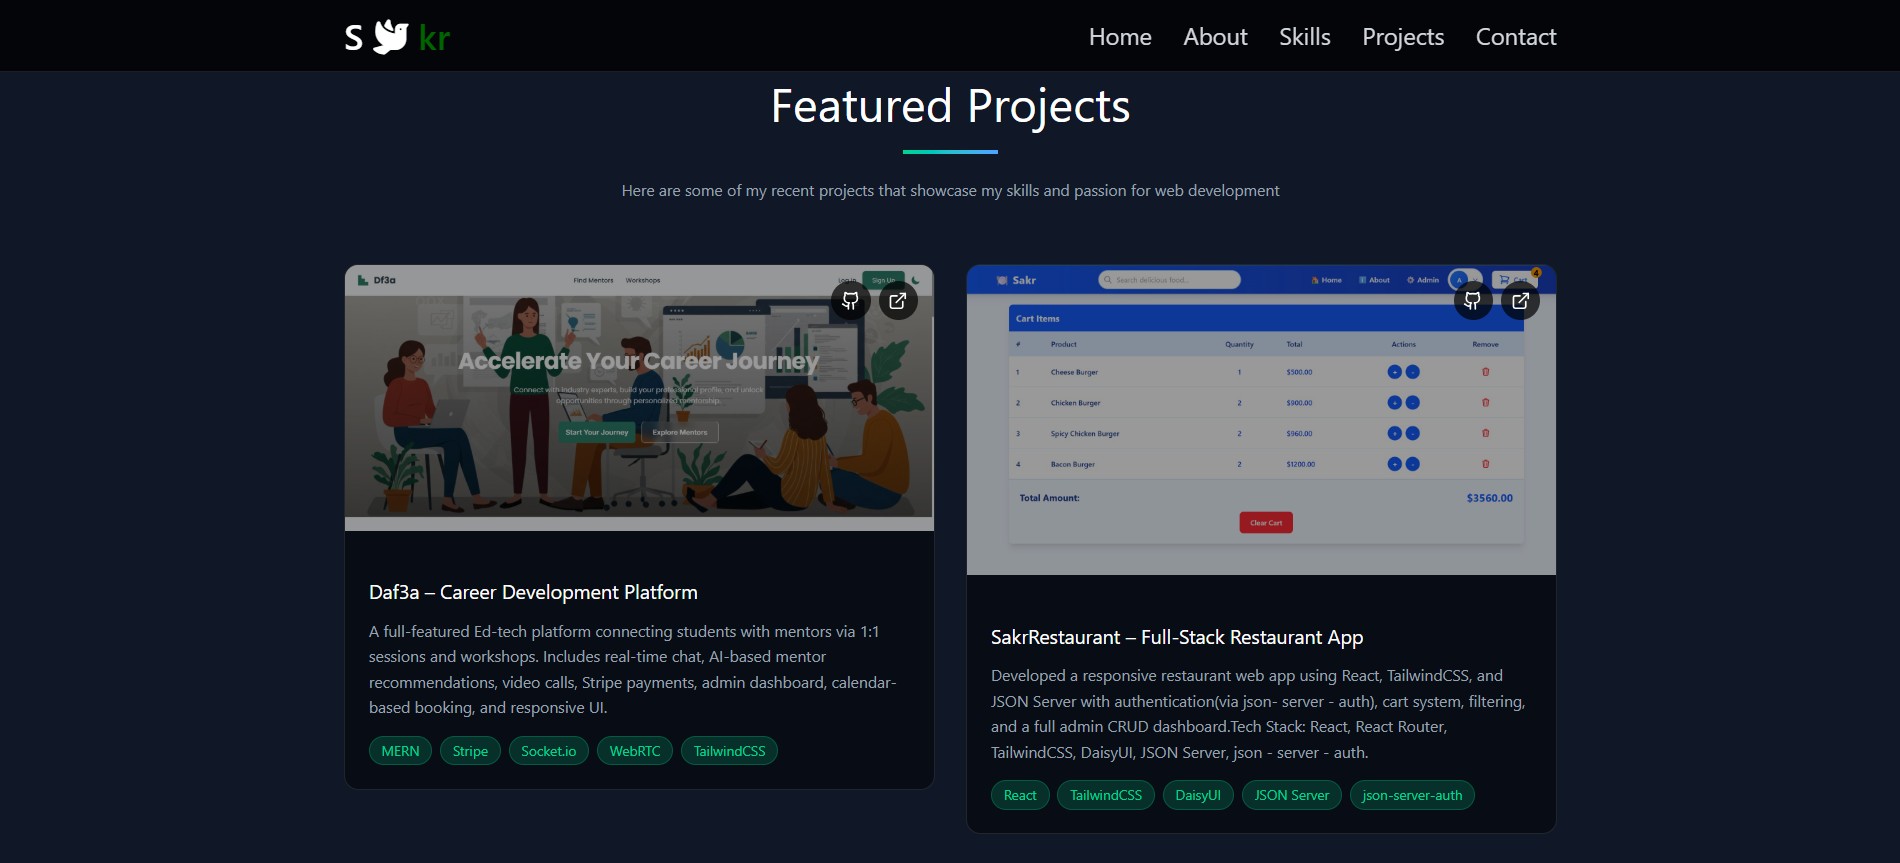 S kr
Home About Skills Projects Contact
Featured Projects
Here are some of my recent projects that showcase my skills and passion for web development
Df3a
Find Mentors Workshops
Log in Sign Up
Accelerate Your Career Journey
Connect with industry experts, build your professional profile, and unlock
opportunities through personalized mentorship.
Start Your Journey Explore Mentors
Daf3a – Career Development Platform
A full-featured Ed-tech platform connecting students with mentors via 1:1
sessions and workshops. Includes real-time chat, AI-based mentor
recommendations, video calls, Stripe payments, admin dashboard, calendar-
based booking, and responsive UI.
MERN Stripe Socket.io WebRTC TailwindCSS
Sakr
Search delicious food...
Home About Admin A Cart 4
Cart Items
# Product Quantity Total Actions Remove
1 Cheese Burger 1 $500.00 + -
2 Chicken Burger 2 $900.00 + -
3 Spicy Chicken Burger 2 $960.00 + -
4 Bacon Burger 2 $1200.00 + -
Total Amount: $3560.00
Clear Cart
SakrRestaurant – Full-Stack Restaurant App
Developed a responsive restaurant web app using React, TailwindCSS, and
JSON Server with authentication(via json- server - auth), cart system, filtering,
and a full admin CRUD dashboard.Tech Stack: React, React Router,
TailwindCSS, DaisyUI, JSON Server, json - server - auth.
React TailwindCSS DaisyUI JSON Server json-server-auth